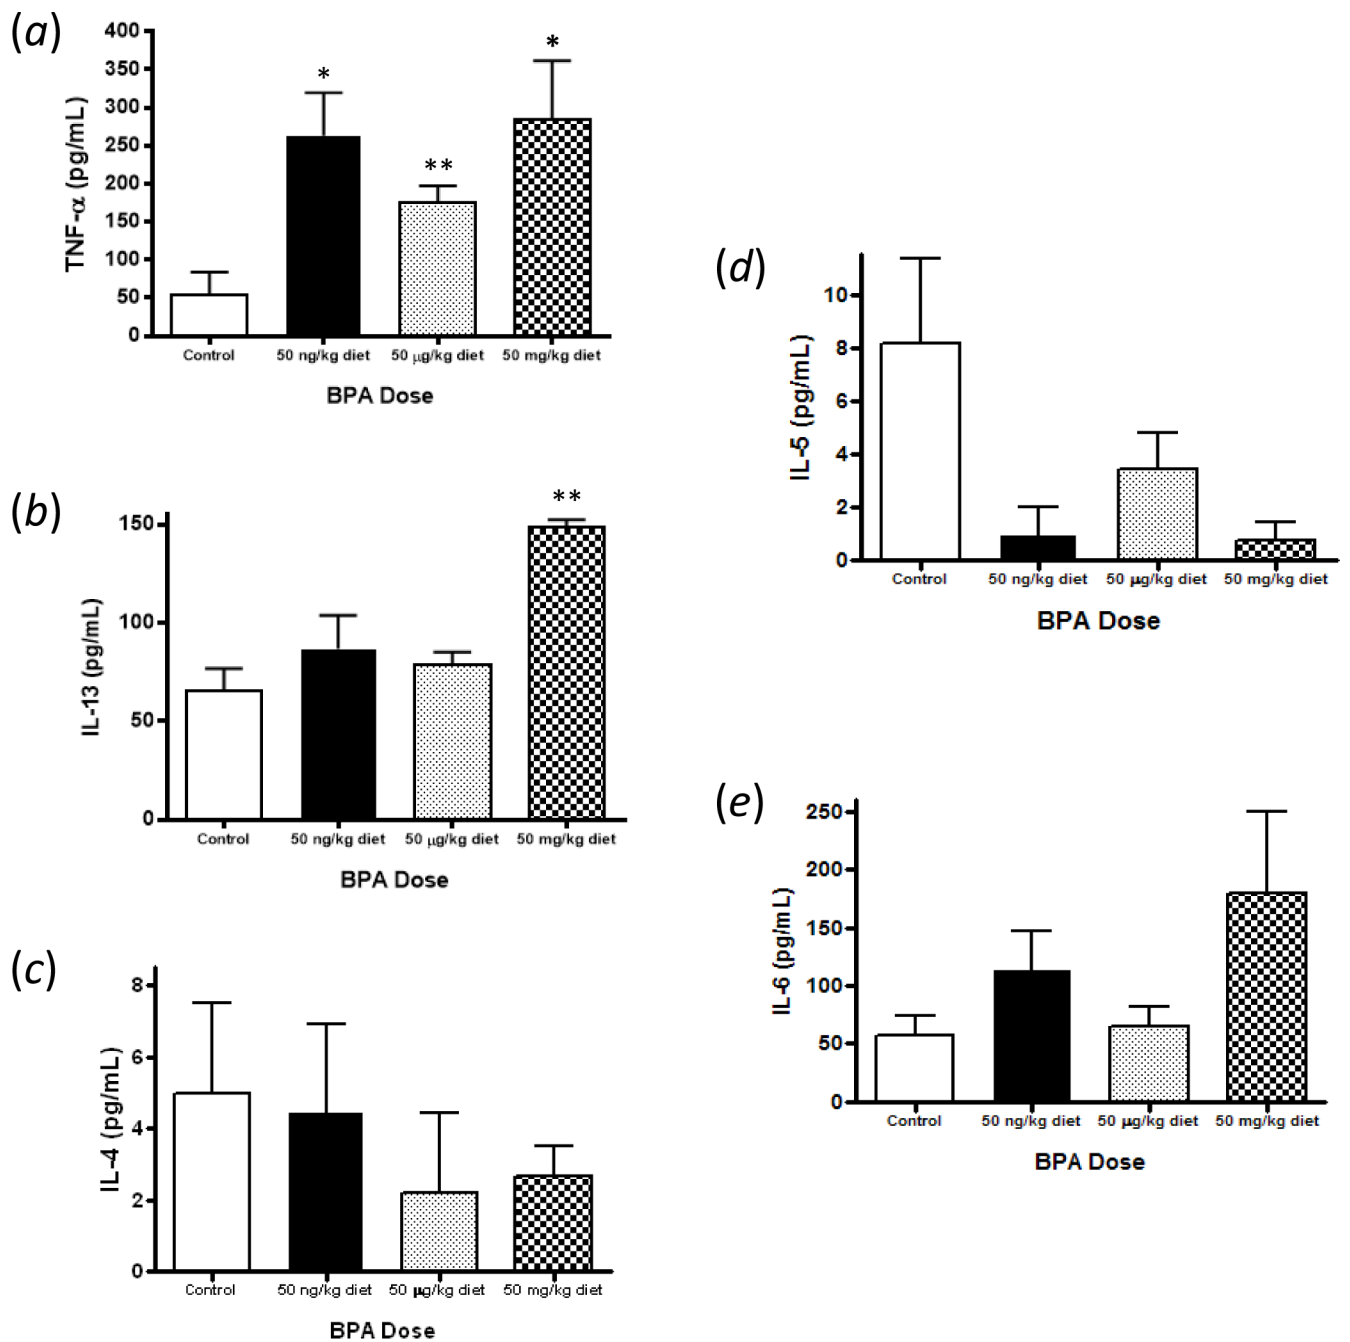 (a)
TNF-α (pg/mL)
400
350
300
250
200
150
100
50
0
*
**
*
Control 50 ng/kg diet 50 μg/kg diet 50 mg/kg diet
BPA Dose
(b)
IL-13 (pg/mL)
150
100
50
0
**
Control 50 ng/kg diet 50 μg/kg diet 50 mg/kg diet
BPA Dose
(c)
IL-4 (pg/mL)
8
6
4
2
0
Control 50 ng/kg diet 50 μg/kg diet 50 mg/kg diet
BPA Dose
(d)
IL-5 (pg/mL)
10
8
6
4
2
0
Control 50 ng/kg diet 50 μg/kg diet 50 mg/kg diet
BPA Dose
(e)
IL-6 (pg/mL)
250
200
150
100
50
0
Control 50 ng/kg diet 50 μg/kg diet 50 mg/kg diet
BPA Dose